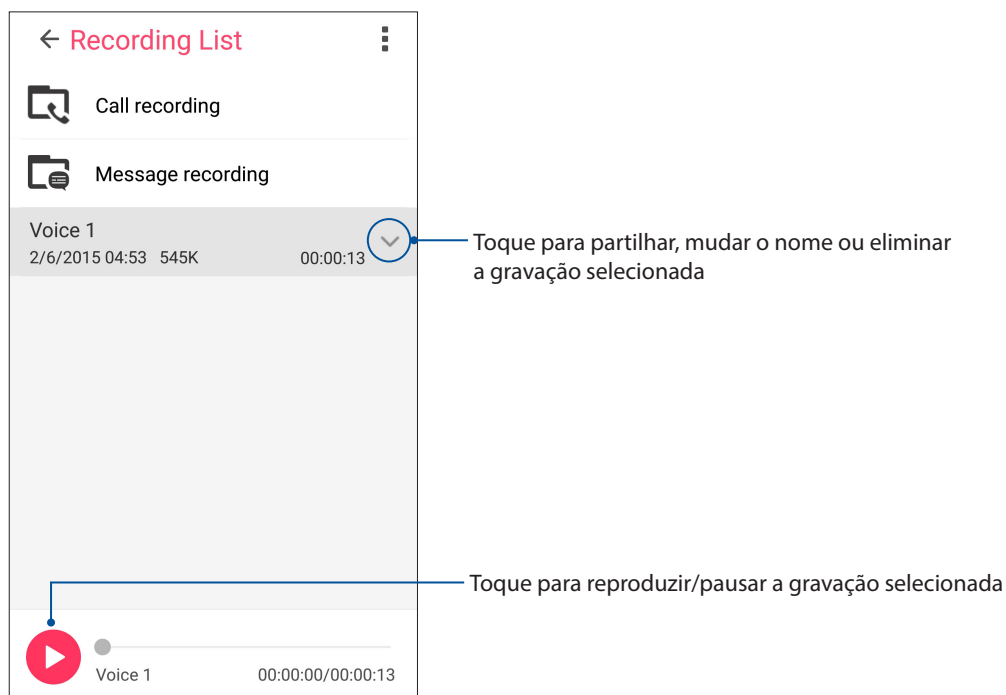 Recording List
Call recording
Message recording
Voice 1
2/6/2015 04:53 545K 00:00:13
Toque para partilhar, mudar o nome ou eliminar
a gravação selecionada
Toque para reproduzir/pausar a gravação selecionada
Voice 1 00:00:00/00:00:13